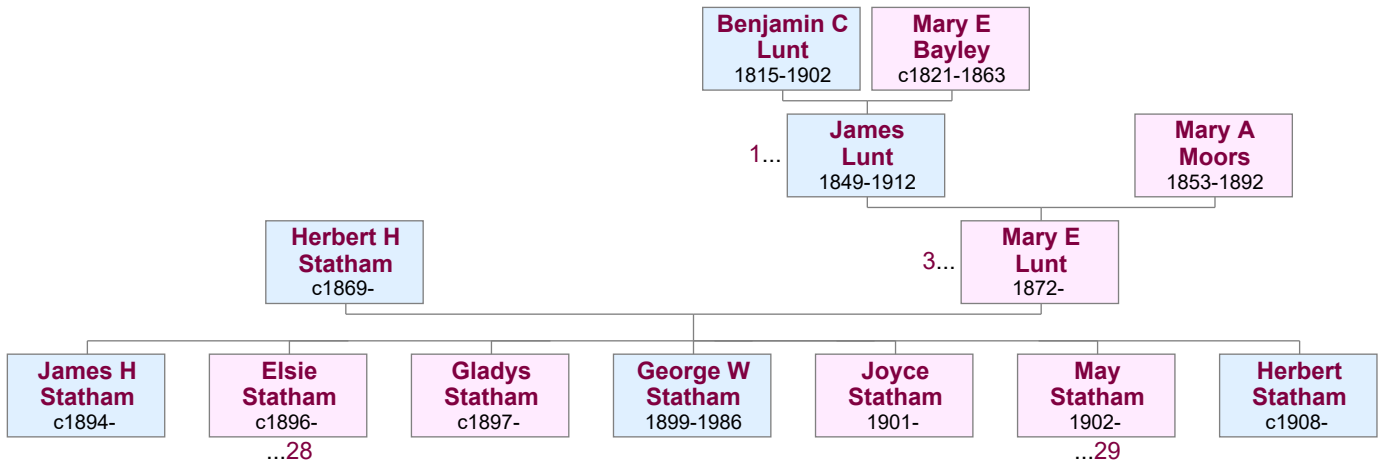 Benjamin C
Lunt
1815-1902
Mary E
Bayley
c1821-1863
1...
James
Lunt
1849-1912
Mary A
Moors
1853-1892
Herbert H
Statham
c1869-
3...
Mary E
Lunt
1872-
James H
Statham
c1894-
Elsie
Statham
c1896-
...28
Gladys
Statham
c1897-
George W
Statham
1899-1986
Joyce
Statham
1901-
May
Statham
1902-
...29
Herbert
Statham
c1908-